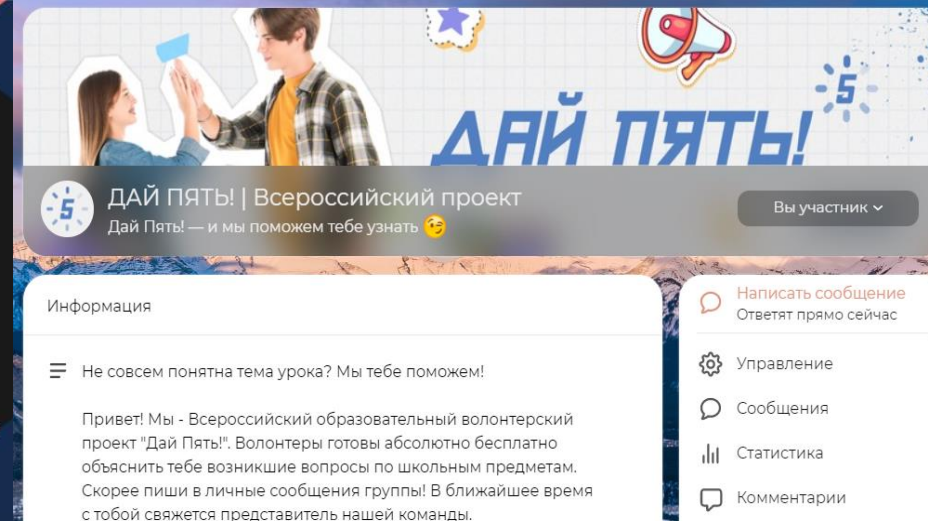 ДАЙ ПЯТЬ!
5
5
ДАЙ ПЯТЬ! | Всероссийский проект
Дай Пять! — и мы поможем тебе узнать
Вы участник
Информация
Не совсем понятна тема урока? Мы тебе поможем!
Привет! Мы - Всероссийский образовательный волонтерский
проект "Дай Пять!". Волонтеры готовы абсолютно бесплатно
объяснить тебе возникшие вопросы по школьным предметам.
Скорее пиши в личные сообщения группы! В ближайшее время
с тобой свяжется представитель нашей команды.
Написать сообщение
Ответят прямо сейчас
Управление
Сообщения
Статистика
Комментарии